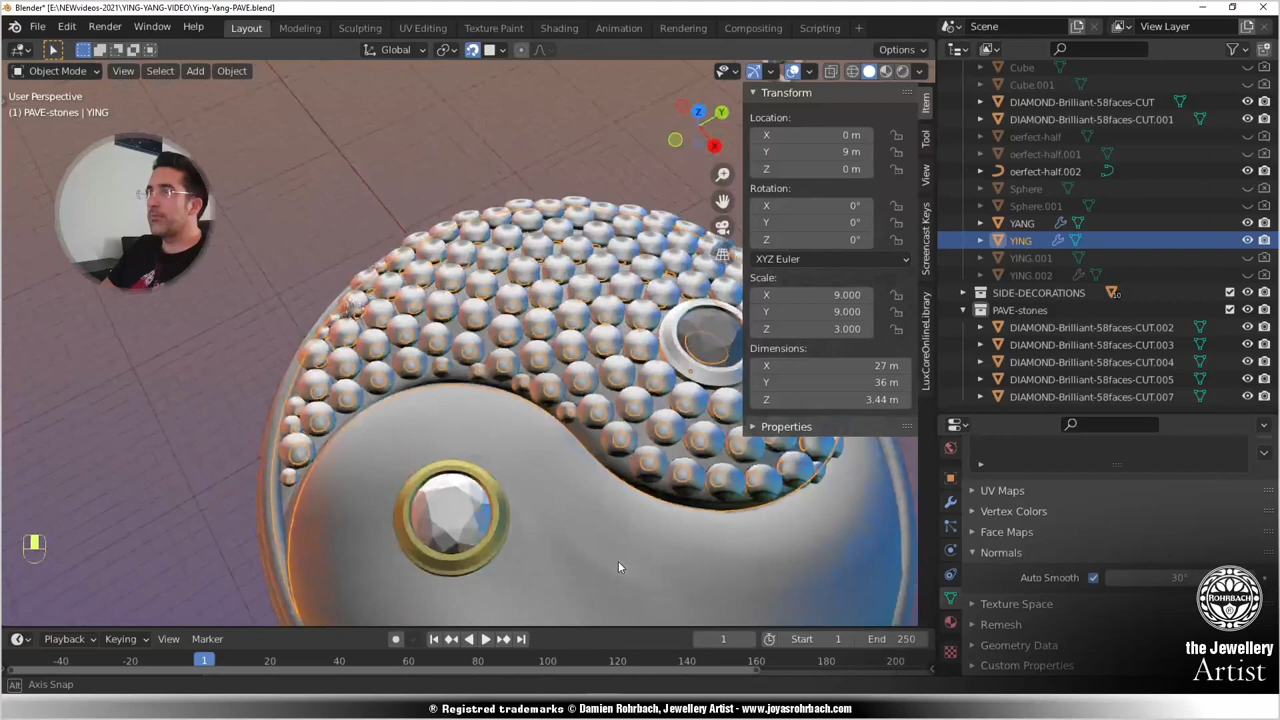 Blender* [E:\NEWvideos-2021\YING-YANG-VIDEO\Ying-Yang-PAVE.blend]
File Edit Render Window Help Layout Modeling Sculpting UV Editing Texture Paint Shading Animation Rendering Compositing Scripting Scene View Layer
Global Options
Object Mode View Select Add Object
User Perspective
(1) PAVE-stones | YING
Z Y X
Transform
Location:
X 0 m
Y 9 m
Z 0 m
Rotation:
X 0°
Y 0°
Z 0°
XYZ Euler
Scale:
X 9.000
Y 9.000
Z 3.000
Dimensions:
X 27 m
Y 36 m
Z 3.44 m
Properties
Item
Tool
View
Screencast Keys
LuxCoreOnlineLibrary
Cube
Cube.001
DIAMOND-Brilliant-58faces-CUT
DIAMOND-Brilliant-58faces-CUT.001
oerfect-half
oerfect-half.001
oerfect-half.002
Sphere
Sphere.001
YANG
YING
YING.001
YING.002
SIDE-DECORATIONS 10
PAVE-stones
DIAMOND-Brilliant-58faces-CUT.002
DIAMOND-Brilliant-58faces-CUT.003
DIAMOND-Brilliant-58faces-CUT.004
DIAMOND-Brilliant-58faces-CUT.005
DIAMOND-Brilliant-58faces-CUT.007
UV Maps
Vertex Colors
Face Maps
Normals
Auto Smooth 30°
Texture Space
Remesh
Geometry Data
Custom Properties
ROHRBACH
the Jewellery
Artist
Playback Keying View Marker 1 Start 1 End 250
-40 -20 1 20 40 60 80 100 120 140 160 180 200
Alt Axis Snap
® Registered trademarks © Damien Rohrbach, Jewellery Artist - www.joyasrohrbach.com